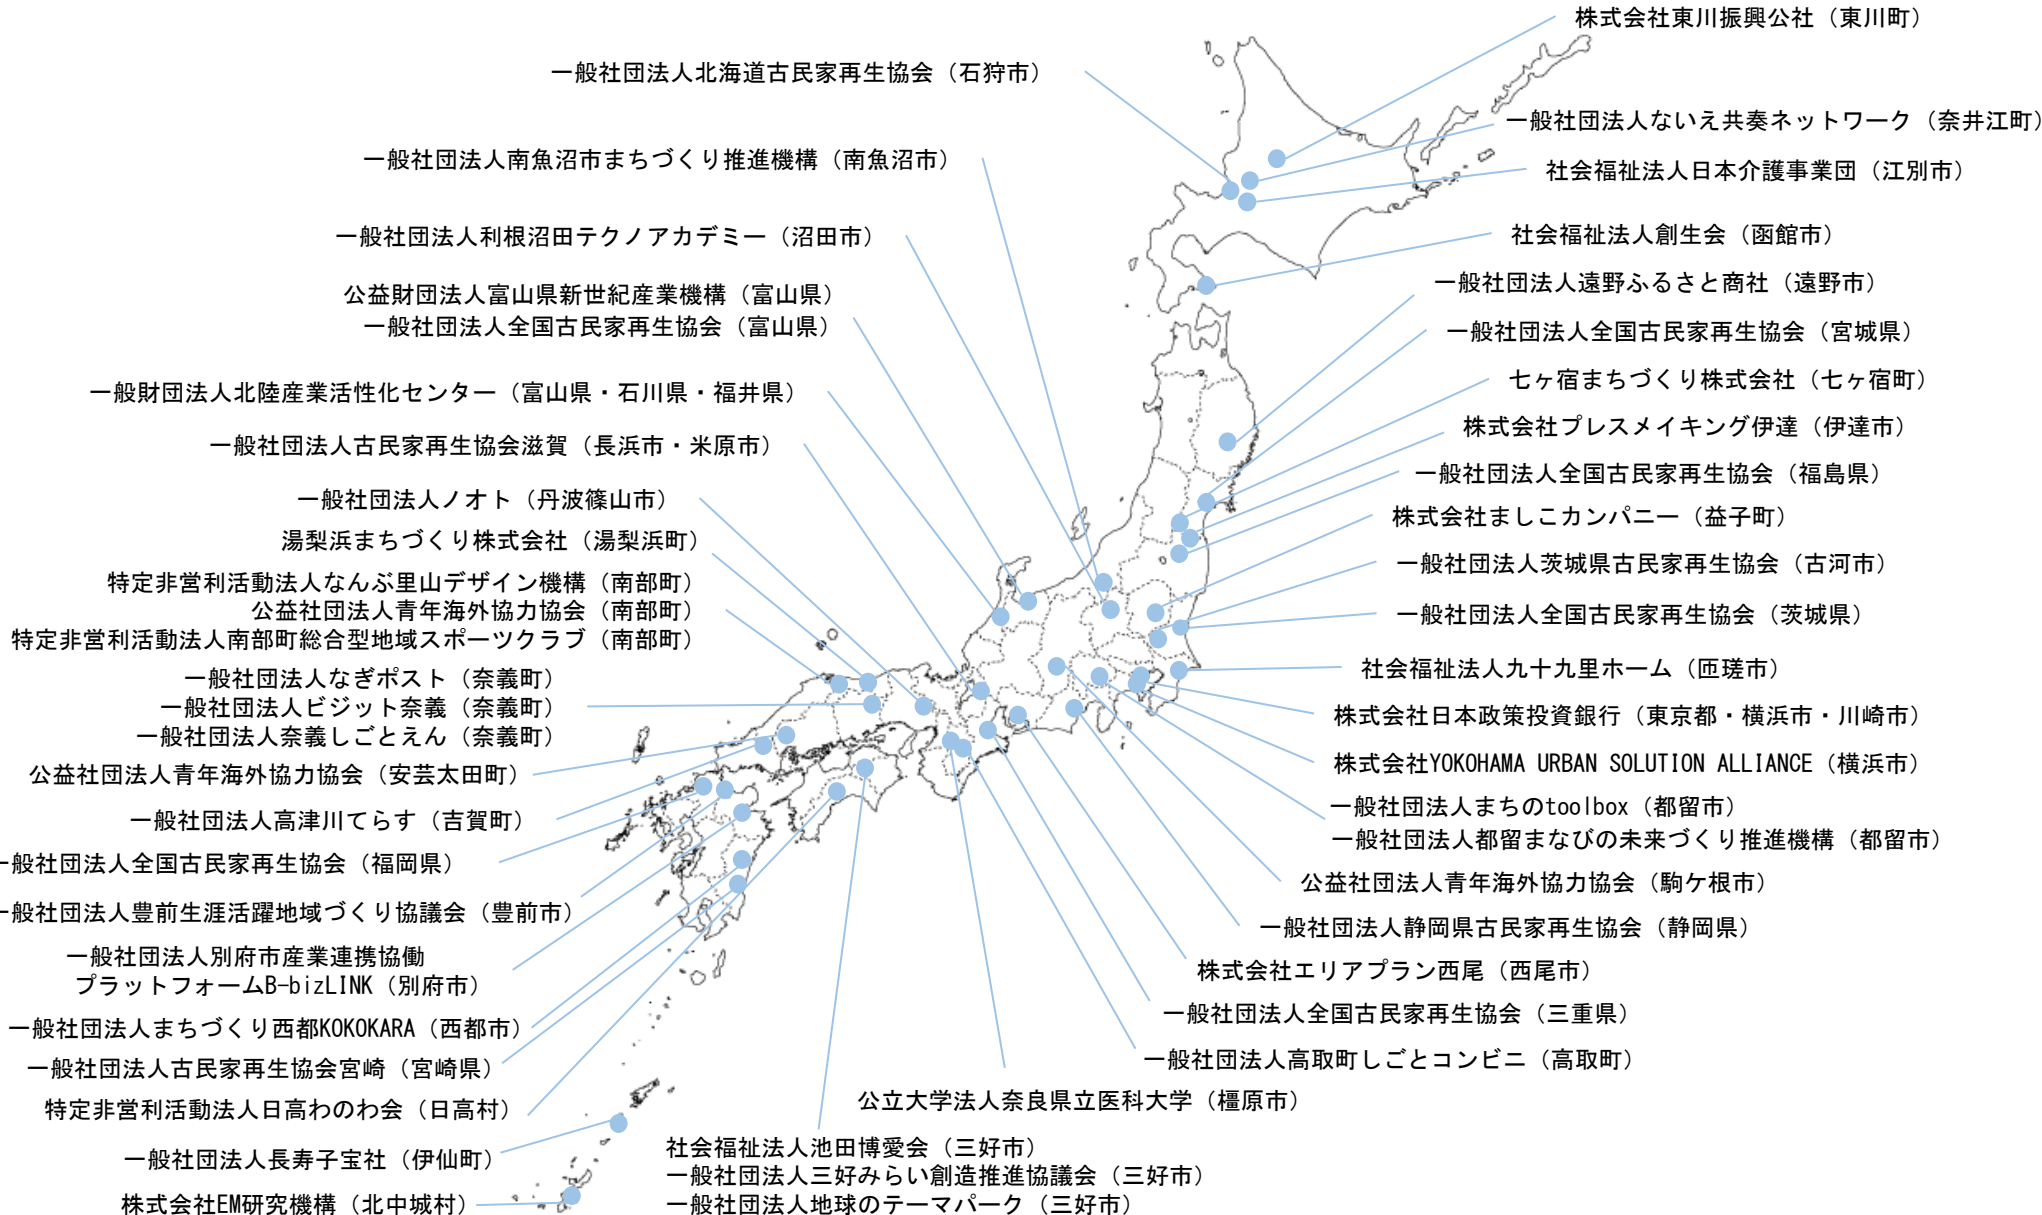 株式会社東川振興公社（東川町）
一般社団法人北海道古民家再生協会（石狩市）
一般社団法人ないえ共奏ネットワーク（奈井江町）
一般社団法人南魚沼市まちづくり推進機構（南魚沼市）
社会福祉法人日本介護事業団（江別市）
一般社団法人利根沼田テクノアカデミー（沼田市）
社会福祉法人創生会（函館市）
公益財団法人富山県新世紀産業機構（富山県）
一般社団法人全国古民家再生協会（富山県）
一般社団法人遠野ふるさと商社（遠野市）
一般社団法人全国古民家再生協会（宮城県）
一般財団法人北陸産業活性化センター（富山県・石川県・福井県）
七ヶ宿まちづくり株式会社（七ヶ宿町）
一般社団法人古民家再生協会滋賀（長浜市・米原市）
株式会社プレスメイキング伊達（伊達市）
一般社団法人全国古民家再生協会（福島県）
一般社団法人ノオト（丹波篠山市）
株式会社ましこカンパニー（益子町）
湯梨浜まちづくり株式会社（湯梨浜町）
一般社団法人茨城県古民家再生協会（古河市）
特定非営利活動法人なんぶ里山デザイン機構（南部町）
公益社団法人青年海外協力協会（南部町）
特定非営利活動法人南部町総合型地域スポーツクラブ（南部町）
一般社団法人全国古民家再生協会（茨城県）
一般社団法人なぎポスト（奈義町）
一般社団法人ビジット奈義（奈義町）
一般社団法人奈義しごとえん（奈義町）
社会福祉法人九十九里ホーム（匝瑳市）
株式会社日本政策投資銀行（東京都・横浜市・川崎市）
公益社団法人青年海外協力協会（安芸太田町）
株式会社YOKOHAMA URBAN SOLUTION ALLIANCE（横浜市）
一般社団法人高津川てらす（吉賀町）
一般社団法人まちのtoolbox（都留市）
一般社団法人都留まなびの未来づくり推進機構（都留市）
一般社団法人全国古民家再生協会（福岡県）
公益社団法人青年海外協力協会（駒ケ根市）
一般社団法人豊前生涯活躍地域づくり協議会（豊前市）
一般社団法人静岡県古民家再生協会（静岡県）
一般社団法人別府市産業連携協働
プラットフォームB-bizLINK（別府市）
株式会社エリアプラン西尾（西尾市）
一般社団法人まちづくり西都KOKOKARA（西都市）
一般社団法人全国古民家再生協会（三重県）
一般社団法人古民家再生協会宮崎（宮崎県）
一般社団法人高取町しごとコンビニ（高取町）
特定非営利活動法人日高わのわ会（日高村）
公立大学法人奈良県立医科大学（橿原市）
一般社団法人長寿子宝社（伊仙町）
社会福祉法人池田博愛会（三好市）
一般社団法人三好みらい創造推進協議会（三好市）
一般社団法人地球のテーマパーク（三好市）
株式会社EM研究機構（北中城村）